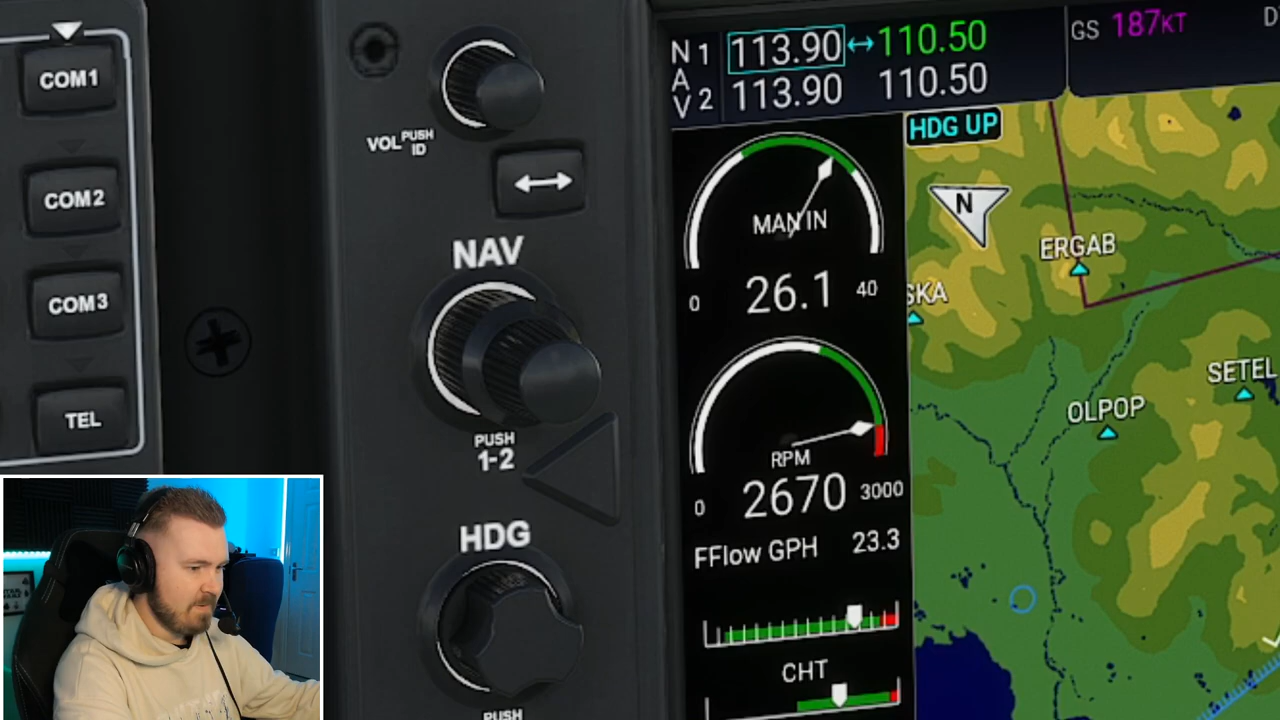 COM1
COM2
COM3
TEL
VOL PUSH ID
NAV
PUSH
1-2
HDG
PUSH
NAV 1 113.90 ↔ 110.50
2 113.90 110.50
GS 187KT
HDG UP
N
MAN IN
0 26.1 40
RPM
0 2670 3000
FFlow GPH 23.3
CHT
ERGAB
SKA
SETEL
OLPOP